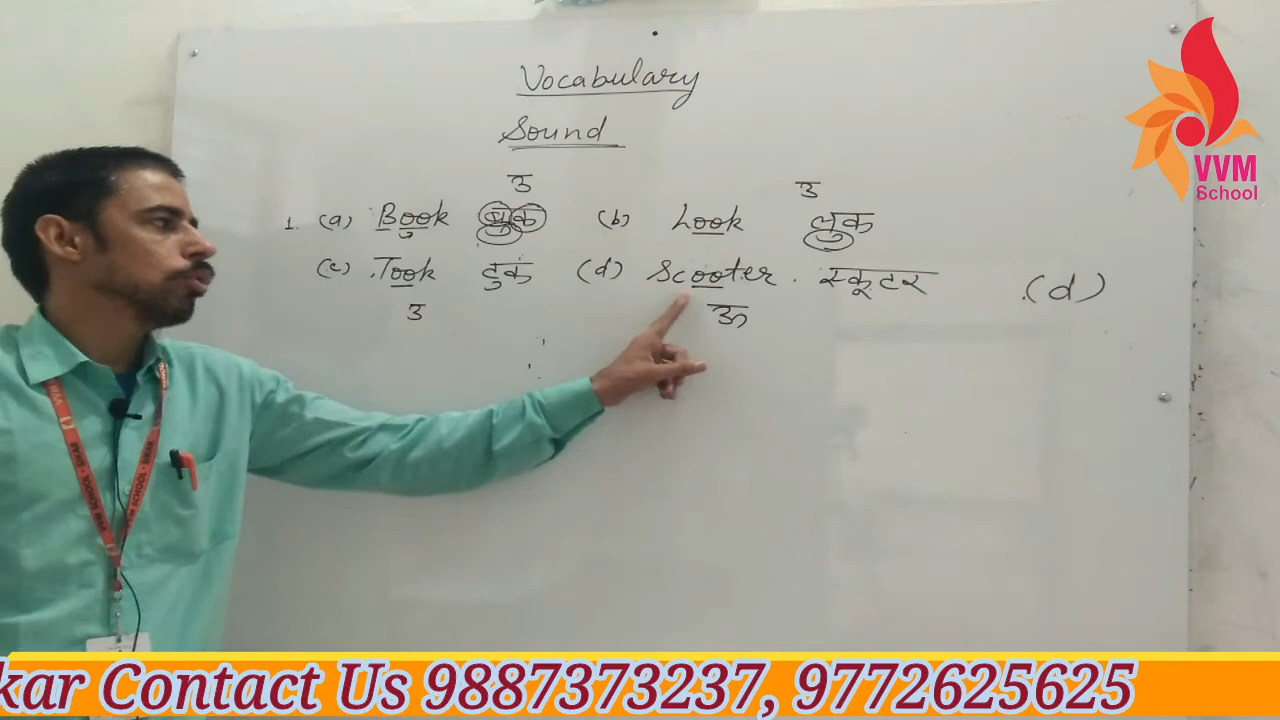 Vocabulary
Sound
उ उ
1. (a) Book बुक (b) Look लुक
(c) Took टुक (d) Scooter स्कूटर (d)
उ ऊ
VVM
School
kar Contact Us 9887373237, 9772625625